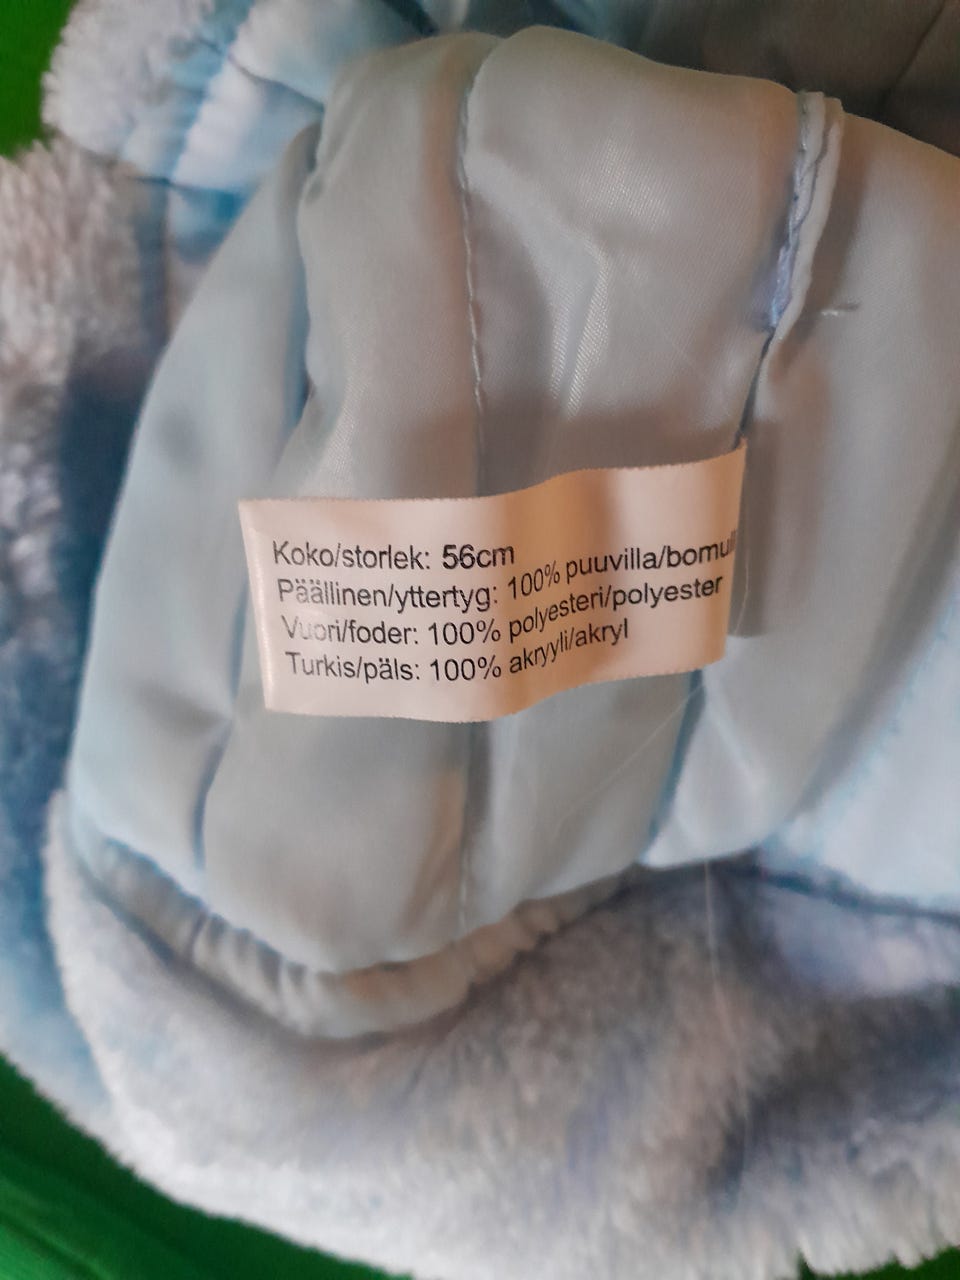 Koko/storlek: 56cm
Päällinen/yttertyg: 100% puuvilla/bomull
Vuori/foder: 100% polyesteri/polyester
Turkis/päls: 100% akryyli/akryl